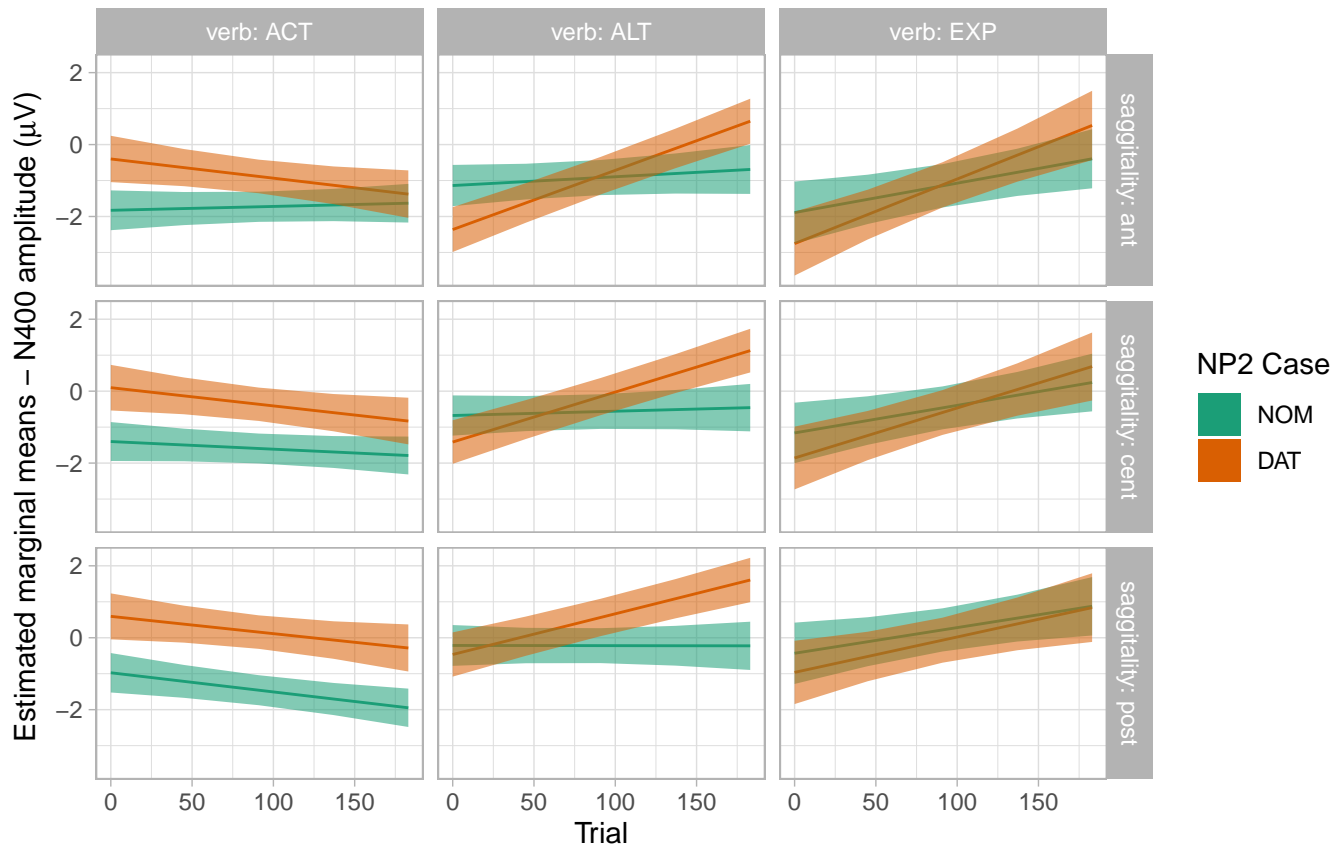 verb: ACT
verb: ALT
verb: EXP
2
0
−2
saggitality: ant
2
0
−2
saggitality: cent
2
0
−2
saggitality: post
0 50 100 150
0 50 100 150
0 50 100 150
Trial
Estimated marginal means − N400 amplitude (μV)
NP2 Case
NOM
DAT